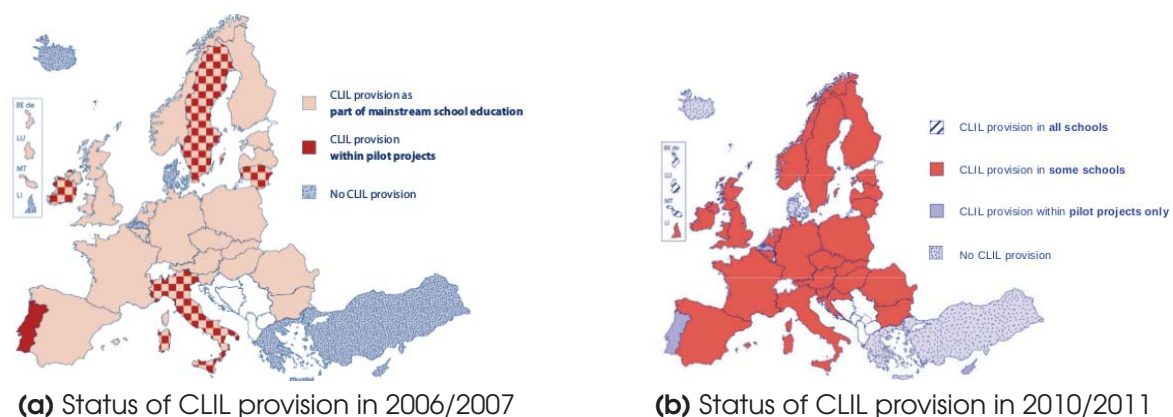 BE de
LU
MT
LI
CLIL provision as
part of mainstream school education
CLIL provision
within pilot projects
No CLIL provision
(a) Status of CLIL provision in 2006/2007
BE de
LU
MT
LI
CLIL provision in all schools
CLIL provision in some schools
CLIL provision within pilot projects only
No CLIL provision
(b) Status of CLIL provision in 2010/2011